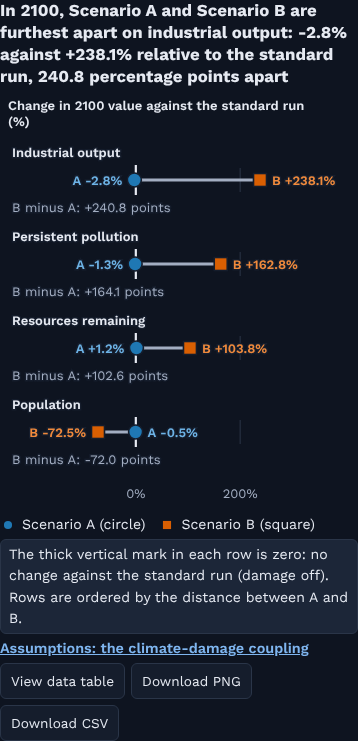 In 2100, Scenario A and Scenario B are
furthest apart on industrial output: -2.8%
against +238.1% relative to the standard
run, 240.8 percentage points apart
Change in 2100 value against the standard run
(%)
Industrial output
A -2.8%
B +238.1%
B minus A: +240.8 points
Persistent pollution
A -1.3%
B +162.8%
B minus A: +164.1 points
Resources remaining
A +1.2%
B +103.8%
B minus A: +102.6 points
Population
B -72.5%
A -0.5%
B minus A: -72.0 points
0%
200%
Scenario A (circle)
Scenario B (square)
The thick vertical mark in each row is zero: no
change against the standard run (damage off).
Rows are ordered by the distance between A and
B.
Assumptions: the climate-damage coupling
View data table
Download PNG
Download CSV